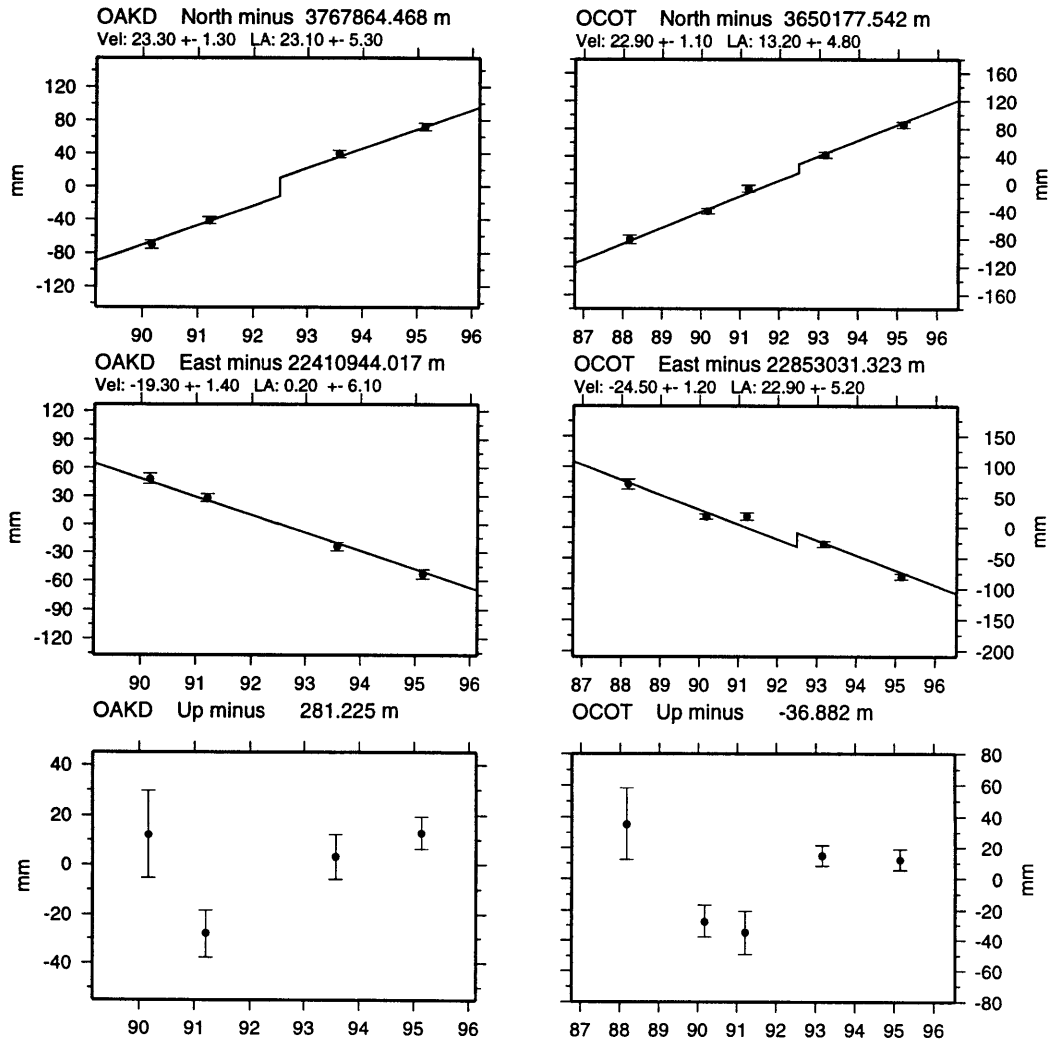 OAKD North minus 3767864.468 m
Vel: 23.30 +- 1.30 LA: 23.10 +- 5.30
120
80
40
0
-40
-80
-120
mm
90 91 92 93 94 95 96
OCOT North minus 3650177.542 m
Vel: 22.90 +- 1.10 LA: 13.20 +- 4.80
160
120
80
40
0
-40
-80
-120
-160
mm
87 88 89 90 91 92 93 94 95 96
OAKD East minus 22410944.017 m
Vel: -19.30 +- 1.40 LA: 0.20 +- 6.10
120
90
60
30
0
-30
-60
-90
-120
mm
90 91 92 93 94 95 96
OCOT East minus 22853031.323 m
Vel: -24.50 +- 1.20 LA: 22.90 +- 5.20
150
100
50
0
-50
-100
-150
-200
mm
87 88 89 90 91 92 93 94 95 96
OAKD Up minus 281.225 m
40
20
0
-20
-40
mm
90 91 92 93 94 95 96
OCOT Up minus -36.882 m
80
60
40
20
0
-20
-40
-60
-80
mm
87 88 89 90 91 92 93 94 95 96